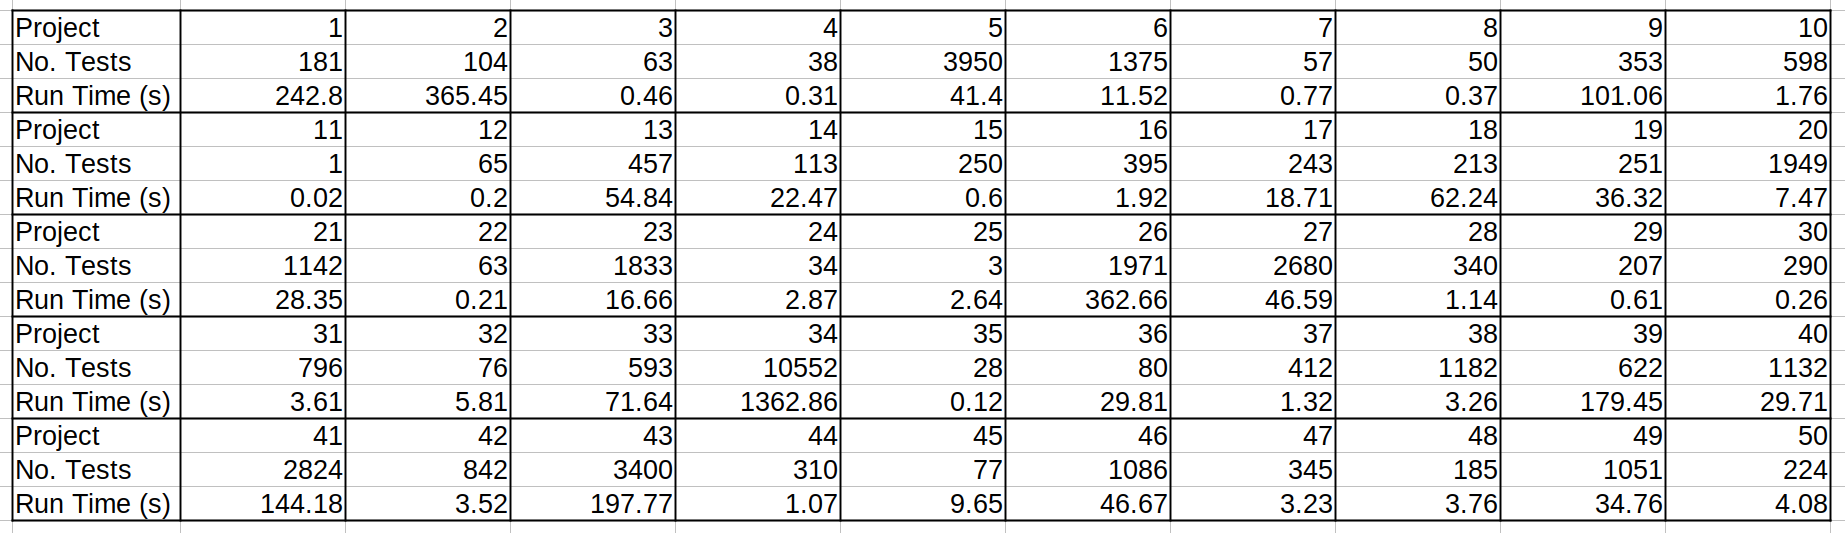 Project 1 2 3 4 5 6 7 8 9 10
No. Tests 181 104 63 38 3950 1375 57 50 353 598
Run Time (s) 242.8 365.45 0.46 0.31 41.4 11.52 0.77 0.37 101.06 1.76
Project 11 12 13 14 15 16 17 18 19 20
No. Tests 1 65 457 113 250 395 243 213 251 1949
Run Time (s) 0.02 0.2 54.84 22.47 0.6 1.92 18.71 62.24 36.32 7.47
Project 21 22 23 24 25 26 27 28 29 30
No. Tests 1142 63 1833 34 3 1971 2680 340 207 290
Run Time (s) 28.35 0.21 16.66 2.87 2.64 362.66 46.59 1.14 0.61 0.26
Project 31 32 33 34 35 36 37 38 39 40
No. Tests 796 76 593 10552 28 80 412 1182 622 1132
Run Time (s) 3.61 5.81 71.64 1362.86 0.12 29.81 1.32 3.26 179.45 29.71
Project 41 42 43 44 45 46 47 48 49 50
No. Tests 2824 842 3400 310 77 1086 345 185 1051 224
Run Time (s) 144.18 3.52 197.77 1.07 9.65 46.67 3.23 3.76 34.76 4.08